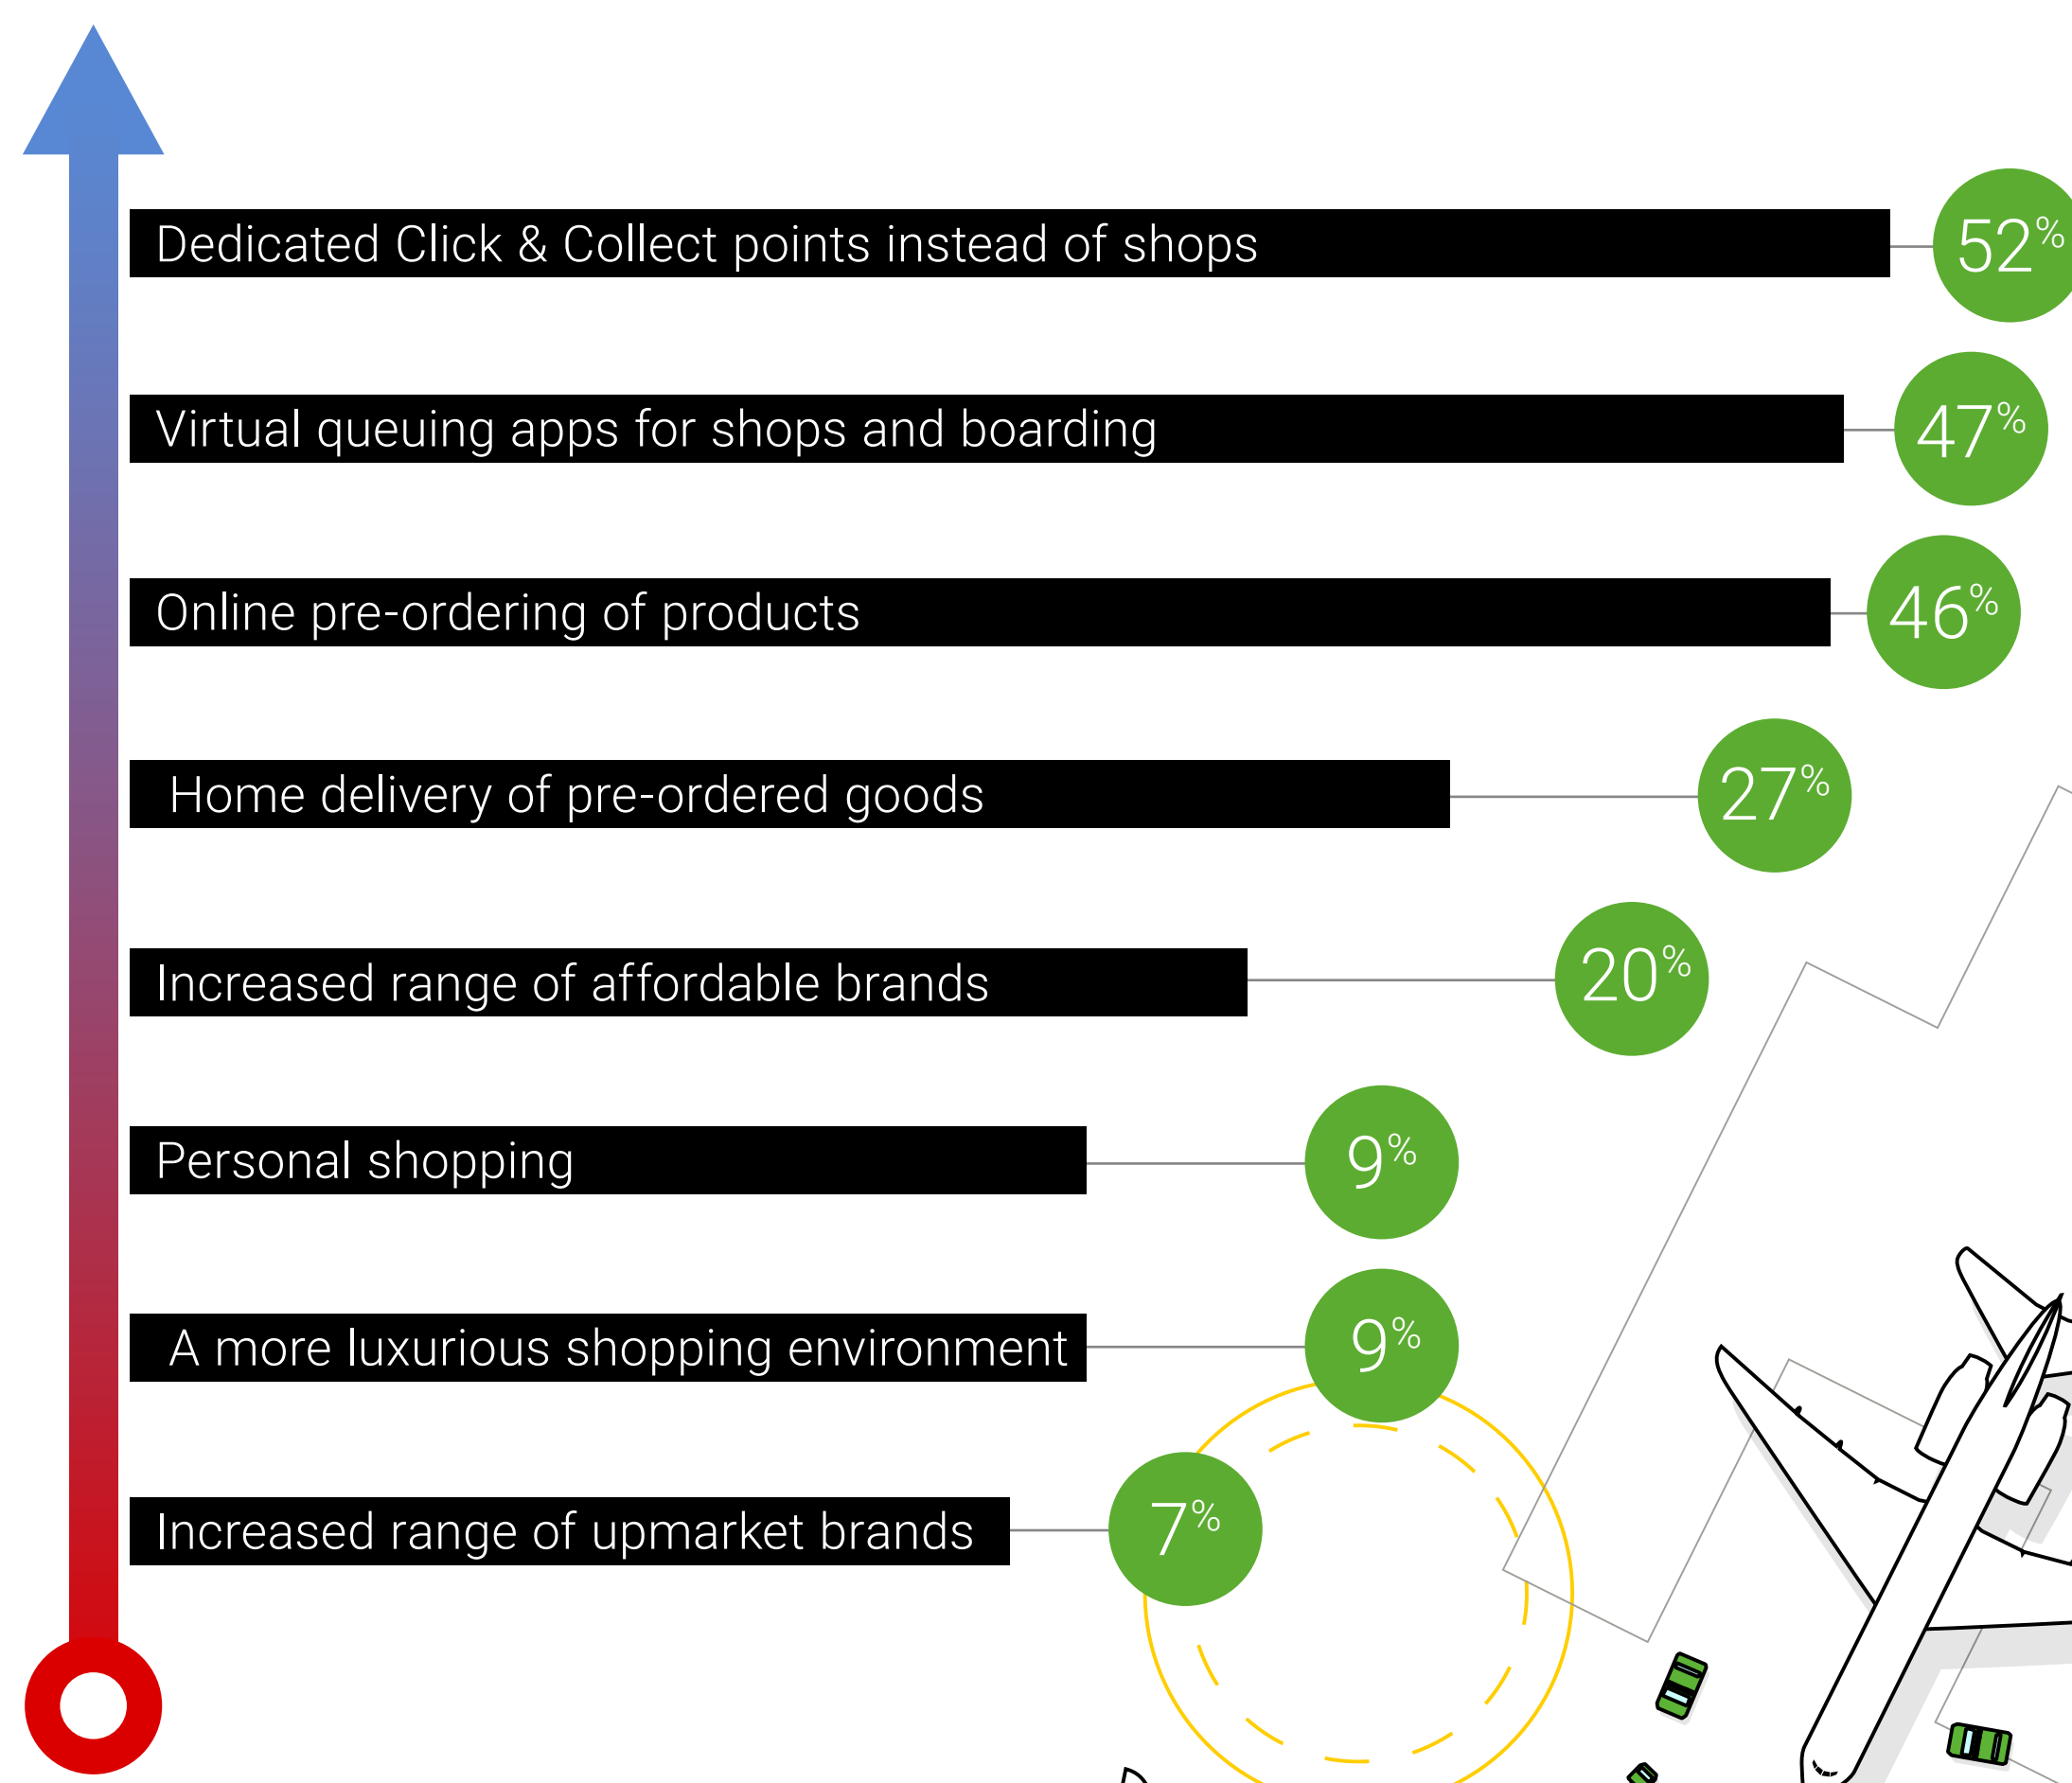 Dedicated Click & Collect points instead of shops 52%
Virtual queuing apps for shops and boarding 47%
Online pre-ordering of products 46%
Home delivery of pre-ordered goods 27%
Increased range of affordable brands 20%
Personal shopping 9%
A more luxurious shopping environment 9%
Increased range of upmarket brands 7%